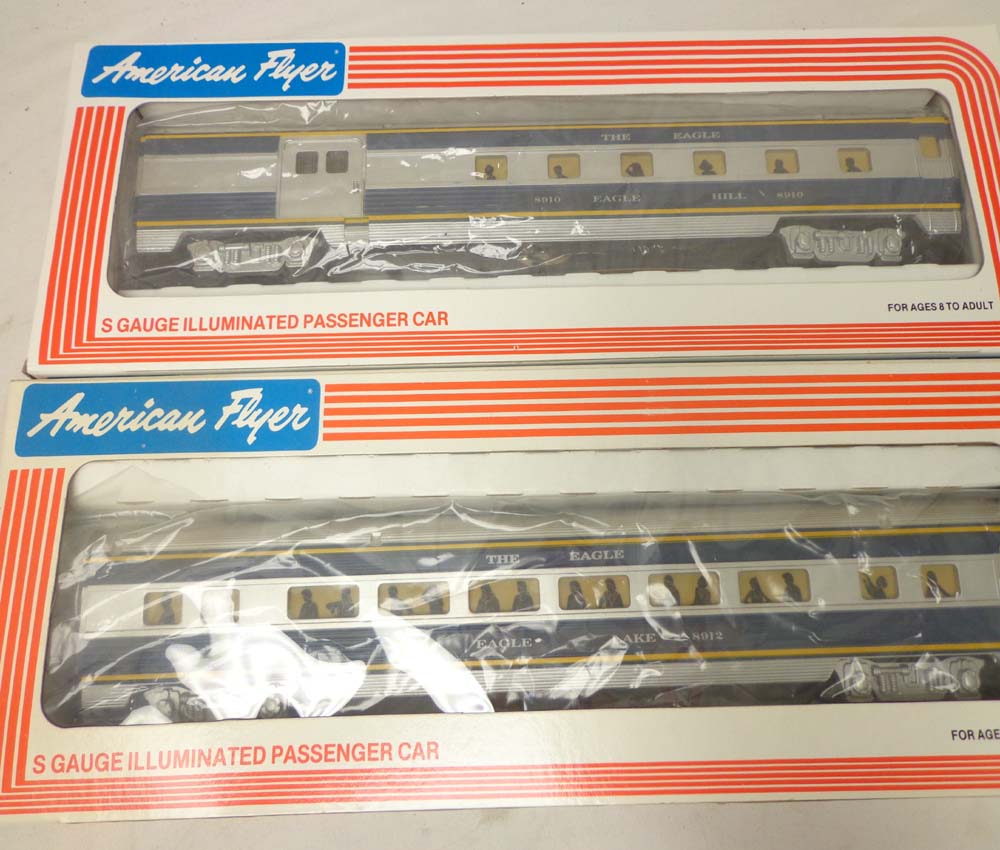 American Flyer
THE EAGLE
8910 EAGLE HILL 8910
S GAUGE ILLUMINATED PASSENGER CAR
FOR AGES 8 TO ADULT
American Flyer
THE EAGLE
EAGLE LAKE 8912
S GAUGE ILLUMINATED PASSENGER CAR
FOR AGE